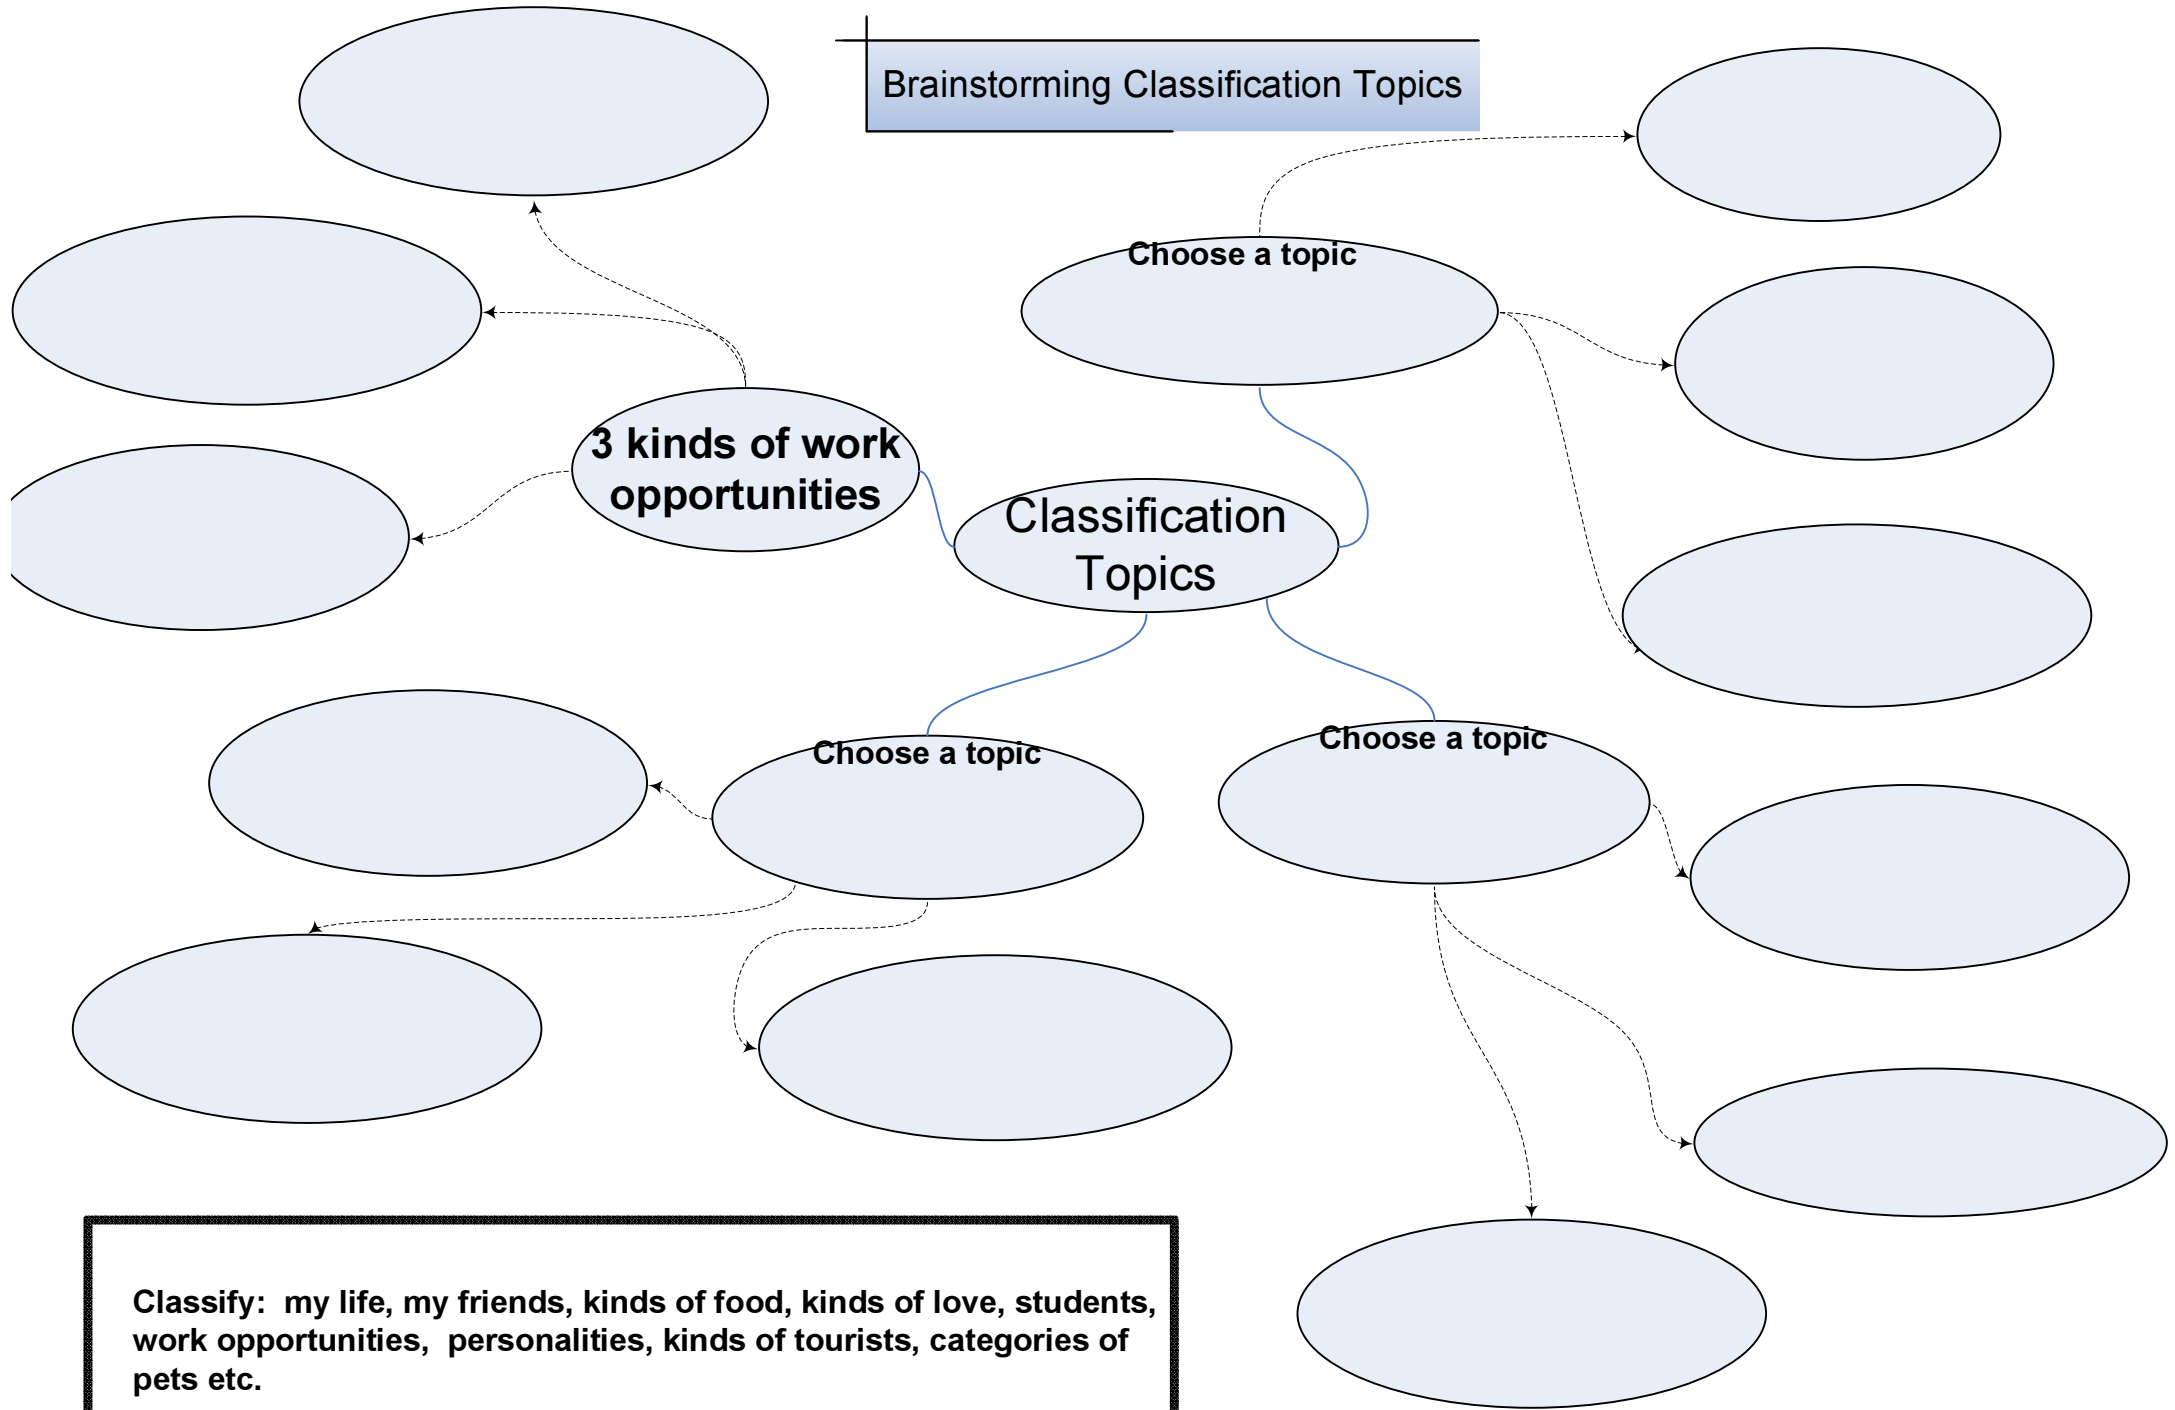 Brainstorming Classification Topics
Choose a topic
3 kinds of work
opportunities
Classification
Topics
Choose a topic
Choose a topic
Classify:  my life, my friends, kinds of food, kinds of love, students,
work opportunities,  personalities, kinds of tourists, categories of
pets etc.